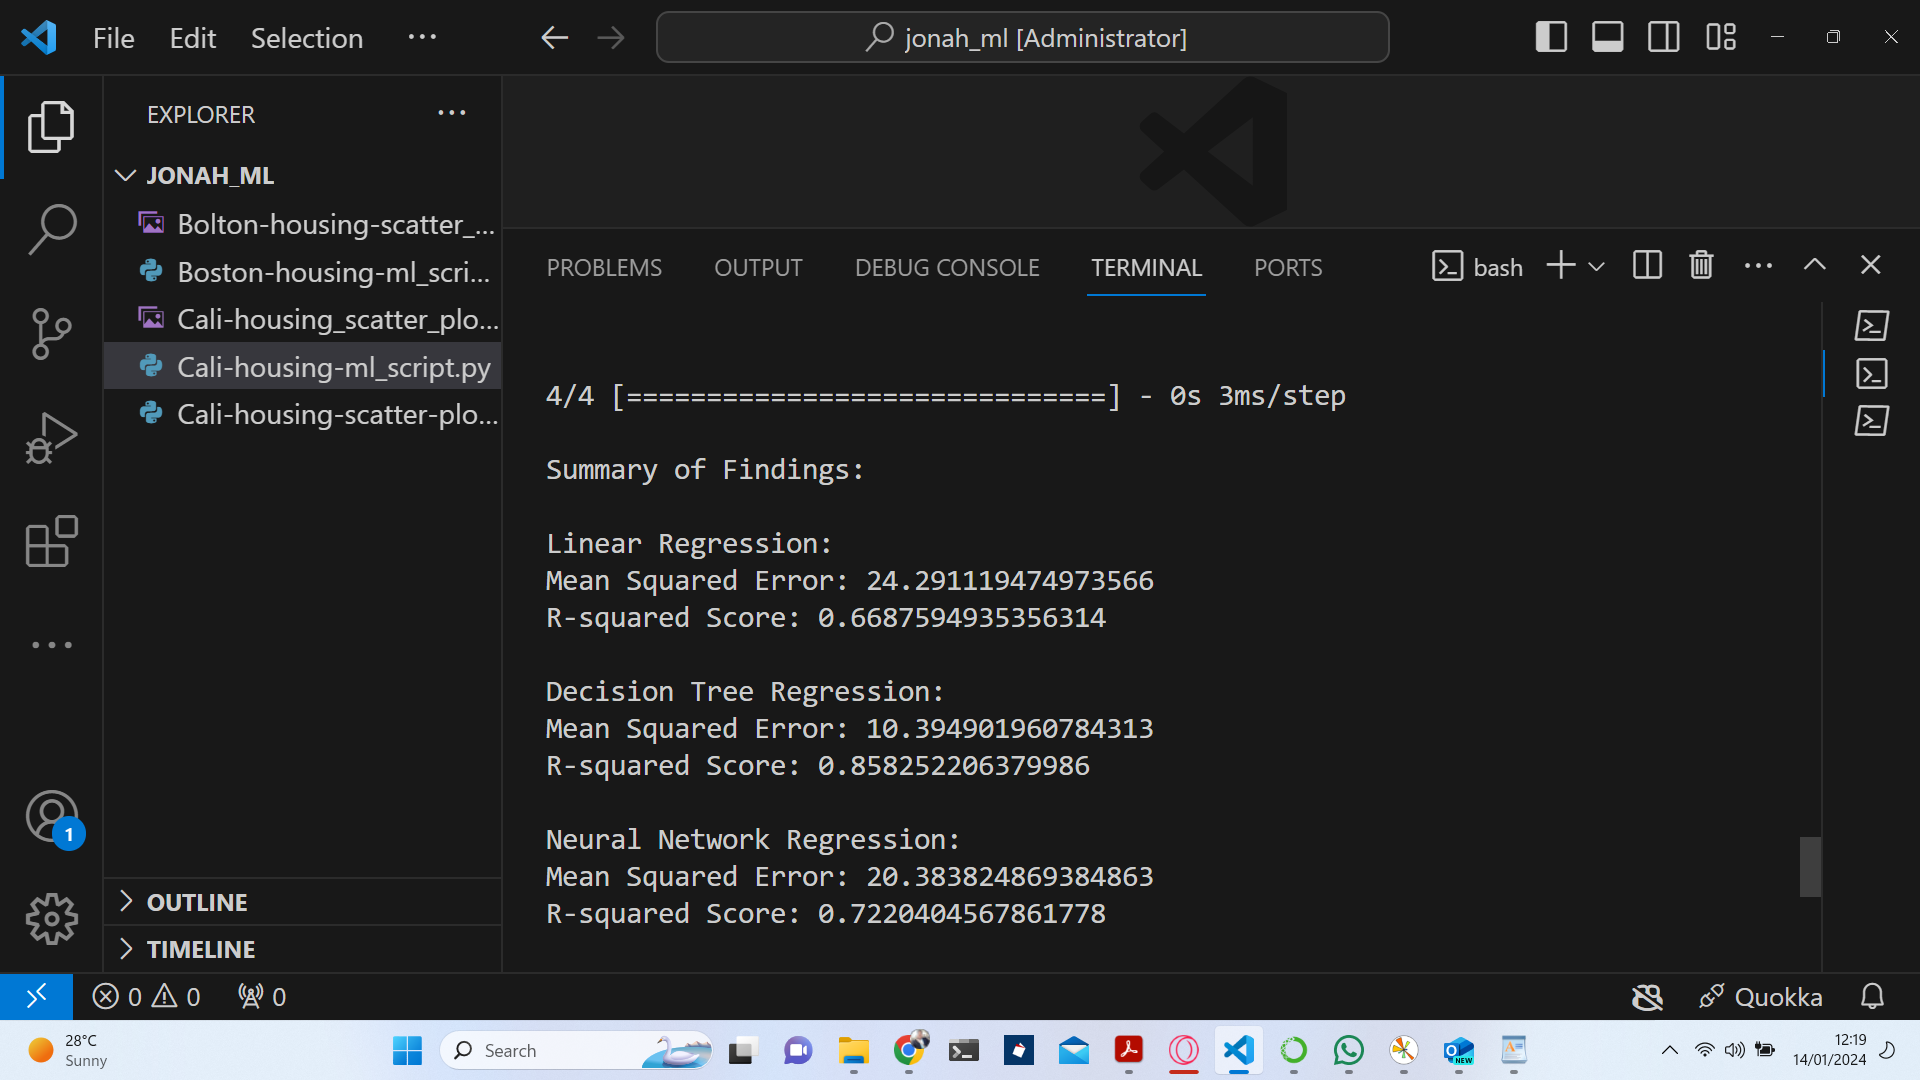 File Edit Selection ...
jonah_ml [Administrator]
EXPLORER
JONAH_ML
Bolton-housing-scatter_...
Boston-housing-ml_scri...
Cali-housing_scatter_plo...
Cali-housing-ml_script.py
Cali-housing-scatter-plo...
OUTLINE
TIMELINE
PROBLEMS OUTPUT DEBUG CONSOLE TERMINAL PORTS bash
4/4 [==============================] - 0s 3ms/step
Summary of Findings:
Linear Regression:
Mean Squared Error: 24.291119474973566
R-squared Score: 0.6687594935356314
Decision Tree Regression:
Mean Squared Error: 10.394901960784313
R-squared Score: 0.858252206379986
Neural Network Regression:
Mean Squared Error: 20.383824869384863
R-squared Score: 0.7220404567861778
1
0 0 0 Quokka
28°C
Sunny
Search
NEW
12:19
14/01/2024